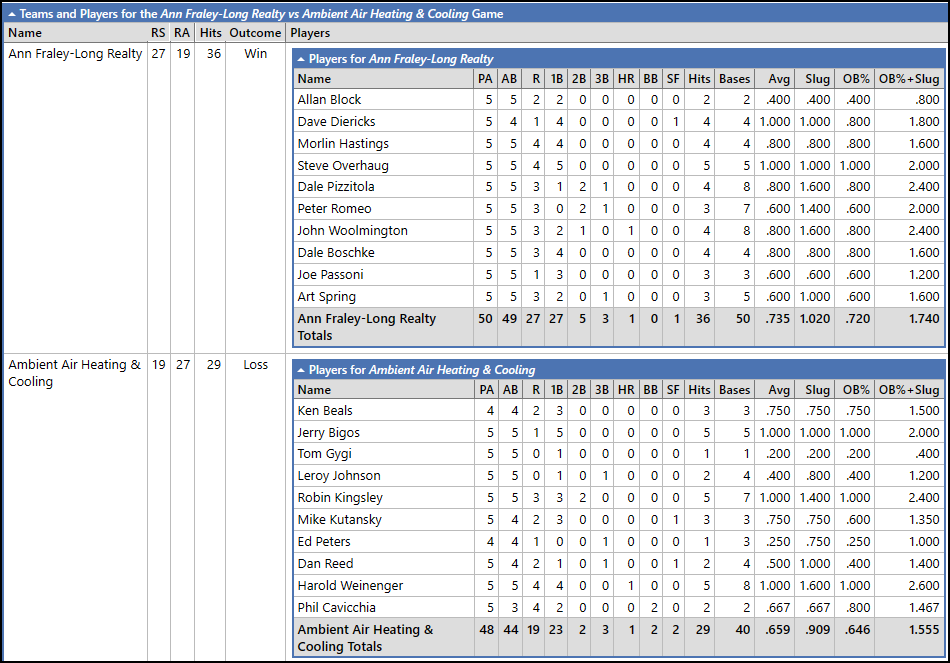 Teams and Players for the Ann Fraley-Long Realty vs Ambient Air Heating & Cooling Game
Name RS RA Hits Outcome Players
Ann Fraley-Long Realty 27 19 36 Win
Players for Ann Fraley-Long Realty
Name PA AB R 1B 2B 3B HR BB SF Hits Bases Avg Slug OB% OB%+Slug
Allan Block 5 5 2 2 0 0 0 0 0 2 2 .400 .400 .400 .800
Dave Diericks 5 4 1 4 0 0 0 0 1 4 4 1.000 1.000 .800 1.800
Morlin Hastings 5 5 4 4 0 0 0 0 0 4 4 .800 .800 .800 1.600
Steve Overhaug 5 5 4 5 0 0 0 0 0 5 5 1.000 1.000 1.000 2.000
Dale Pizzitola 5 5 3 1 2 1 0 0 0 4 8 .800 1.600 .800 2.400
Peter Romeo 5 5 3 0 2 1 0 0 0 3 7 .600 1.400 .600 2.000
John Woolmington 5 5 3 2 1 0 1 0 0 4 8 .800 1.600 .800 2.400
Dale Boschke 5 5 3 4 0 0 0 0 0 4 4 .800 .800 .800 1.600
Joe Passoni 5 5 1 3 0 0 0 0 0 3 3 .600 .600 .600 1.200
Art Spring 5 5 3 2 0 1 0 0 0 3 5 .600 1.000 .600 1.600
Ann Fraley-Long Realty 50 49 27 27 5 3 1 0 1 36 50 .735 1.020 .720 1.740
Totals
Ambient Air Heating & 19 27 29 Loss
Cooling
Players for Ambient Air Heating & Cooling
Name PA AB R 1B 2B 3B HR BB SF Hits Bases Avg Slug OB% OB%+Slug
Ken Beals 4 4 2 3 0 0 0 0 0 3 3 .750 .750 .750 1.500
Jerry Bigos 5 5 1 5 0 0 0 0 0 5 5 1.000 1.000 1.000 2.000
Tom Gygi 5 5 0 1 0 0 0 0 0 1 1 .200 .200 .200 .400
Leroy Johnson 5 5 0 1 0 1 0 0 0 2 4 .400 .800 .400 1.200
Robin Kingsley 5 5 3 3 2 0 0 0 0 5 7 1.000 1.400 1.000 2.400
Mike Kutansky 5 4 2 3 0 0 0 0 1 3 3 .750 .750 .600 1.350
Ed Peters 4 4 1 0 0 1 0 0 0 1 3 .250 .750 .250 1.000
Dan Reed 5 4 2 1 0 1 0 0 1 2 4 .500 1.000 .400 1.400
Harold Weinenger 5 5 4 4 0 0 1 0 0 5 8 1.000 1.600 1.000 2.600
Phil Cavicchia 5 3 4 2 0 0 0 2 0 2 2 .667 .667 .800 1.467
Ambient Air Heating & 48 44 19 23 2 3 1 2 2 29 40 .659 .909 .646 1.555
Cooling Totals